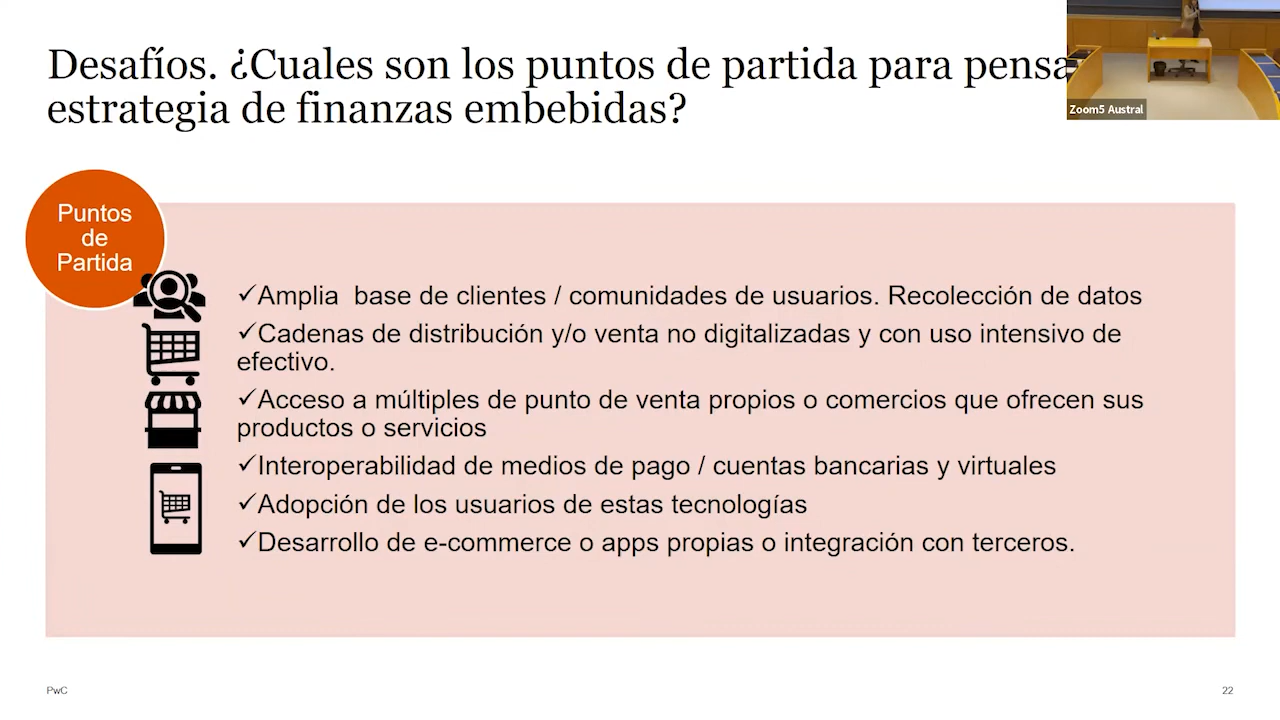 Desafíos. ¿Cuales son los puntos de partida para pensa
estrategia de finanzas embebidas?
Zoom5 Austral
Puntos
de
Partida
✓Amplia  base de clientes / comunidades de usuarios. Recolección de datos
✓Cadenas de distribución y/o venta no digitalizadas y con uso intensivo de
efectivo.
✓Acceso a múltiples de punto de venta propios o comercios que ofrecen sus
productos o servicios
✓Interoperabilidad de medios de pago / cuentas bancarias y virtuales
✓Adopción de los usuarios de estas tecnologías
✓Desarrollo de e-commerce o apps propias o integración con terceros.
PwC
22